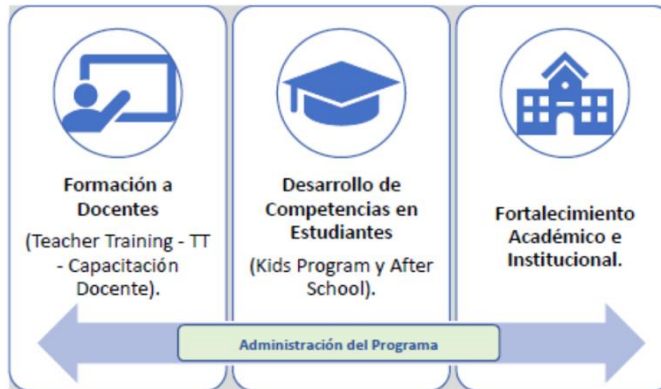 Formación a
Docentes
(Teacher Training - TT
- Capacitación
Docente).
Desarrollo de
Competencias en
Estudiantes
(Kids Program y After
School).
Fortalecimiento
Académico e
Institucional.
Administración del Programa